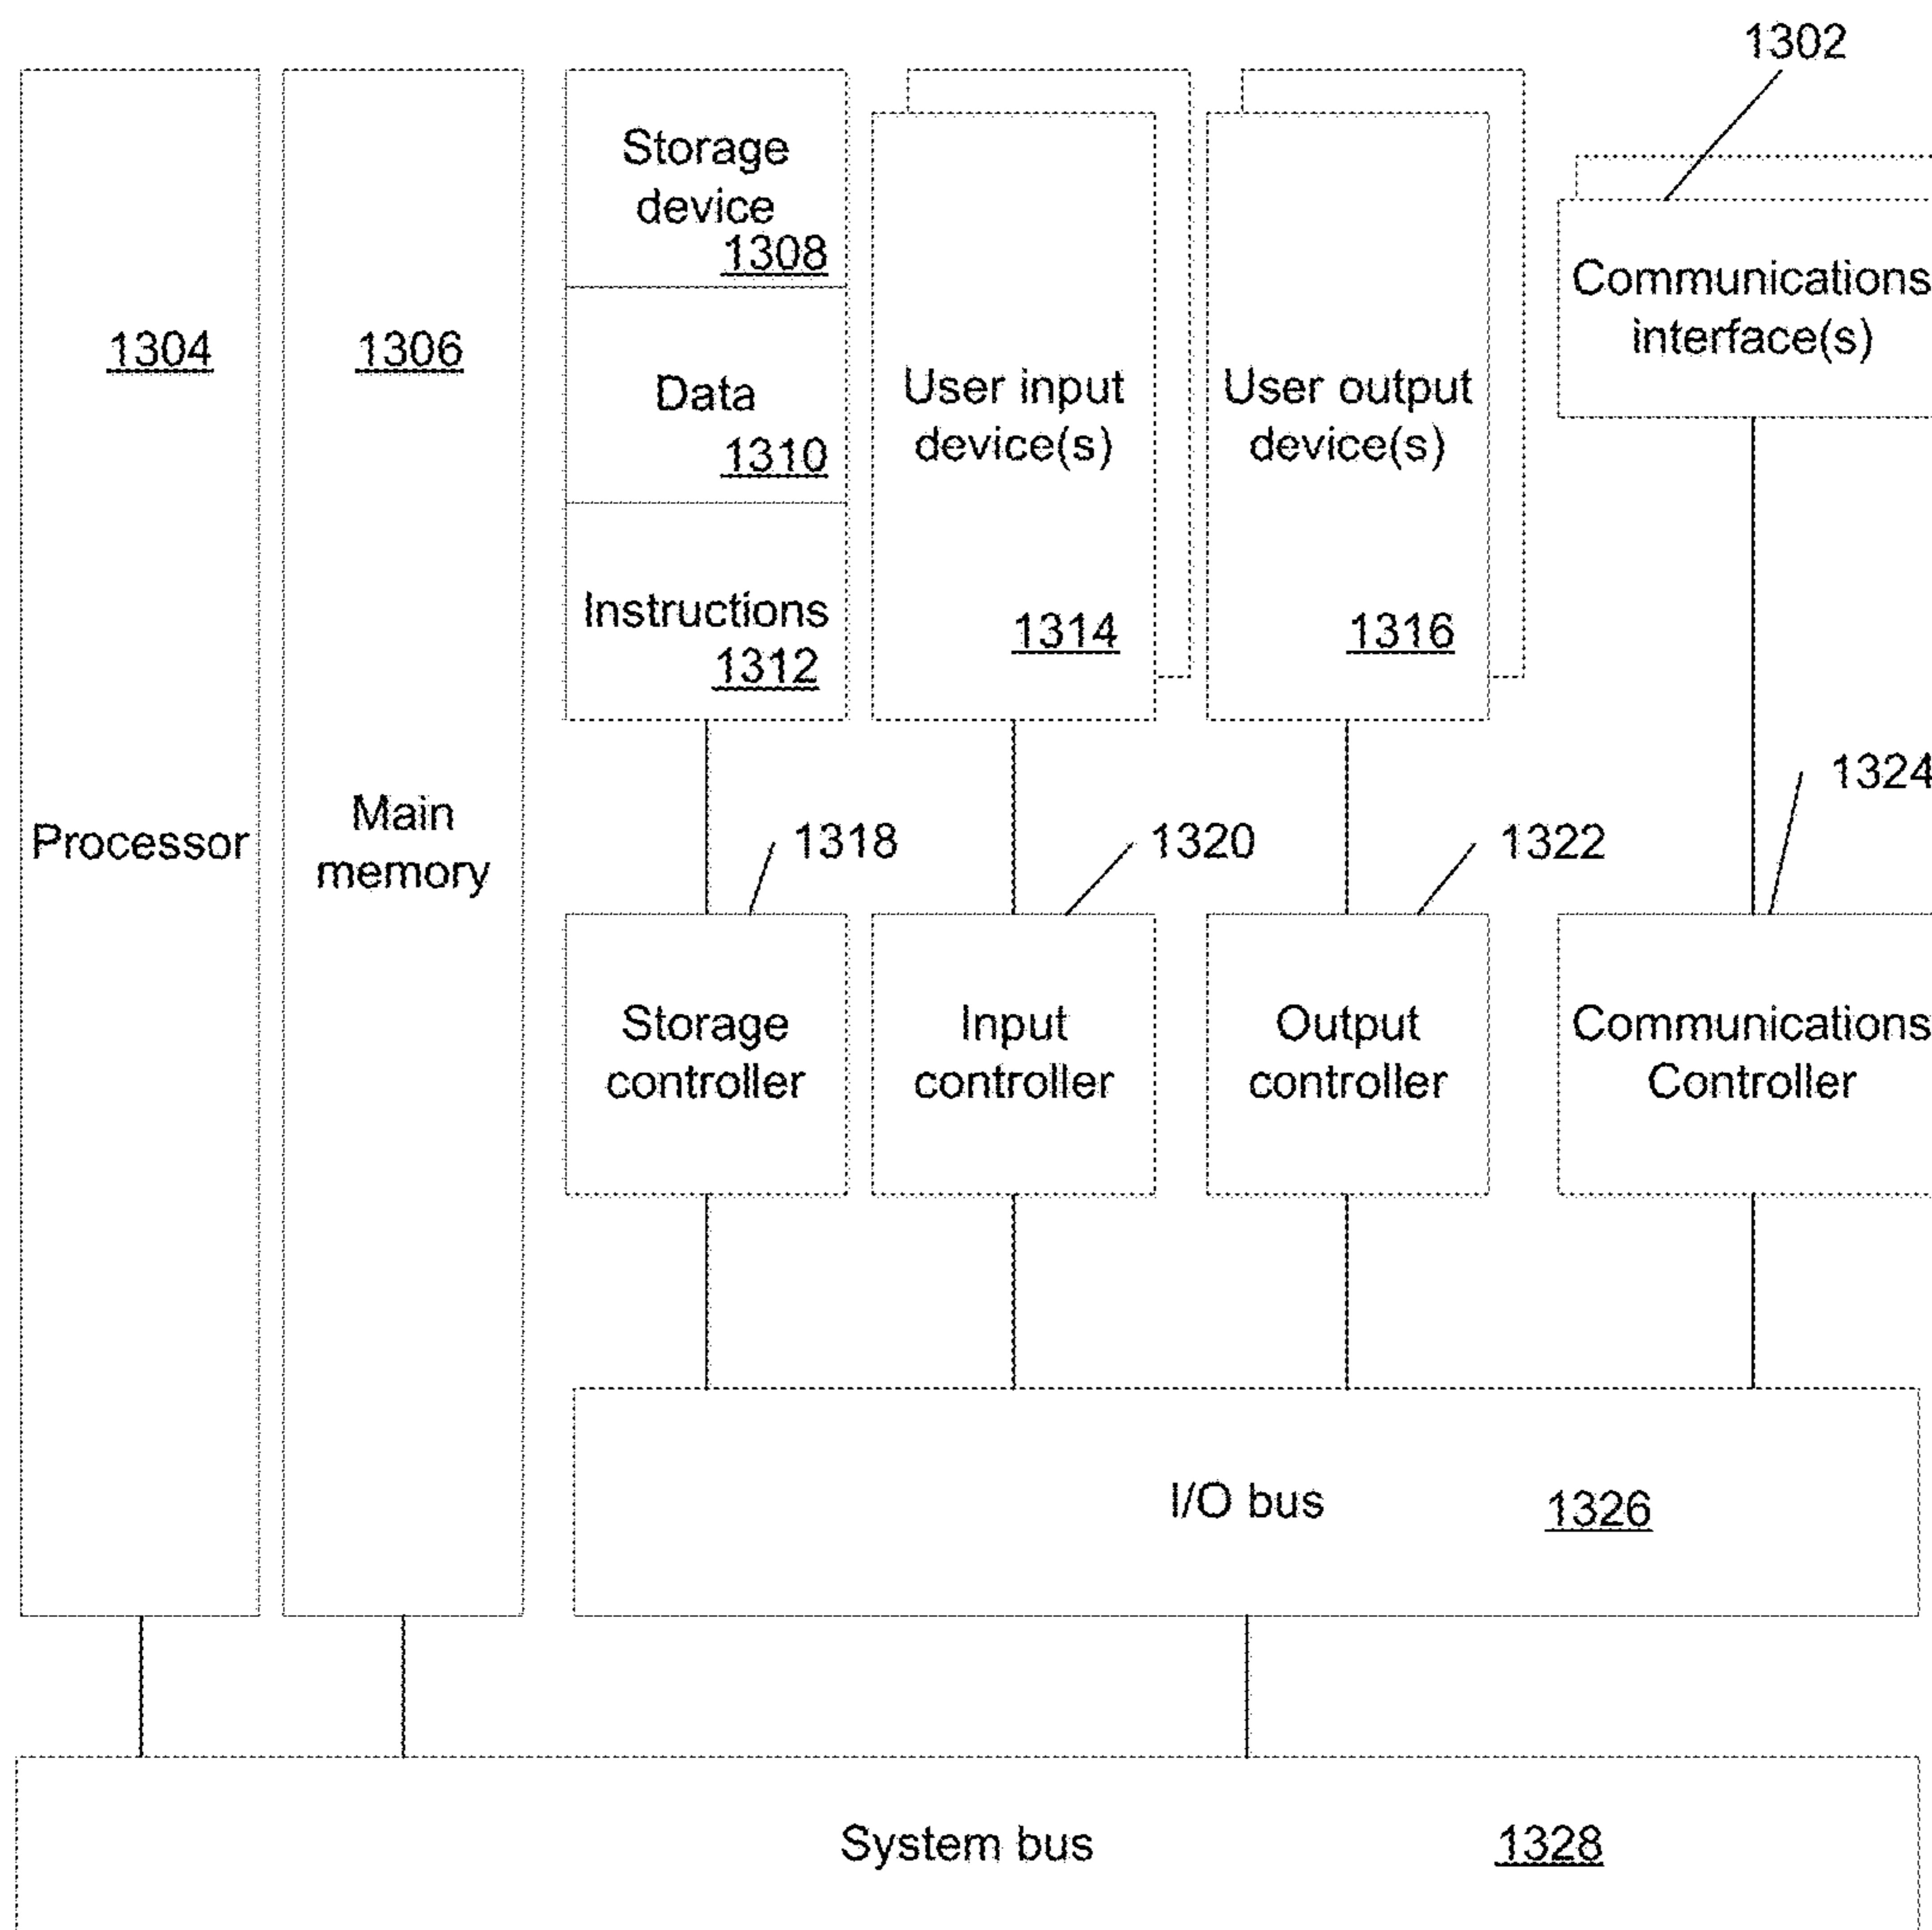 1302
Storage
device
1308
Communications
interface(s)
1304
1306
Data
1310
User input
device(s)
User output
device(s)
Instructions
1312
1314
1316
1324
Processor
Main
memory
1318
1320
1322
Storage
controller
Input
controller
Output
controller
Communications
Controller
I/O bus
1326
System bus
1328